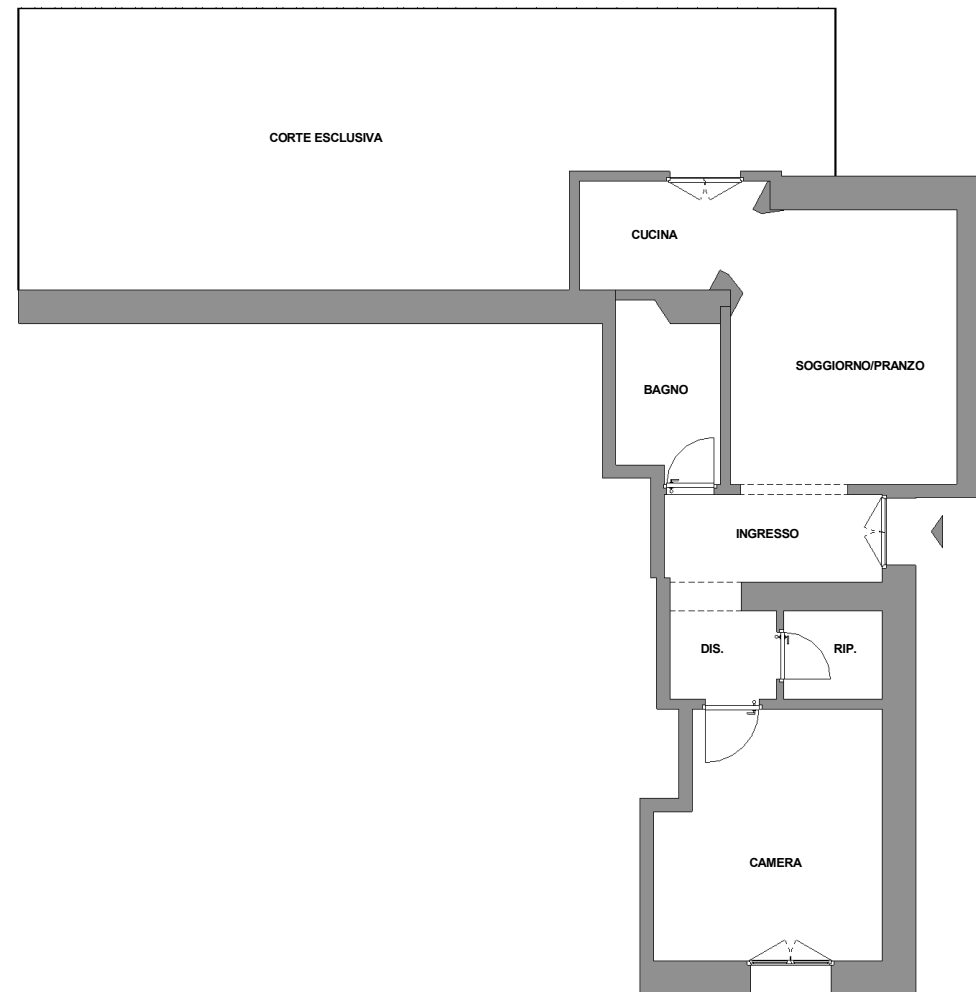 CORTE ESCLUSIVA
CUCINA
SOGGIORNO/PRANZO
BAGNO
INGRESSO
DIS.
RIP.
CAMERA